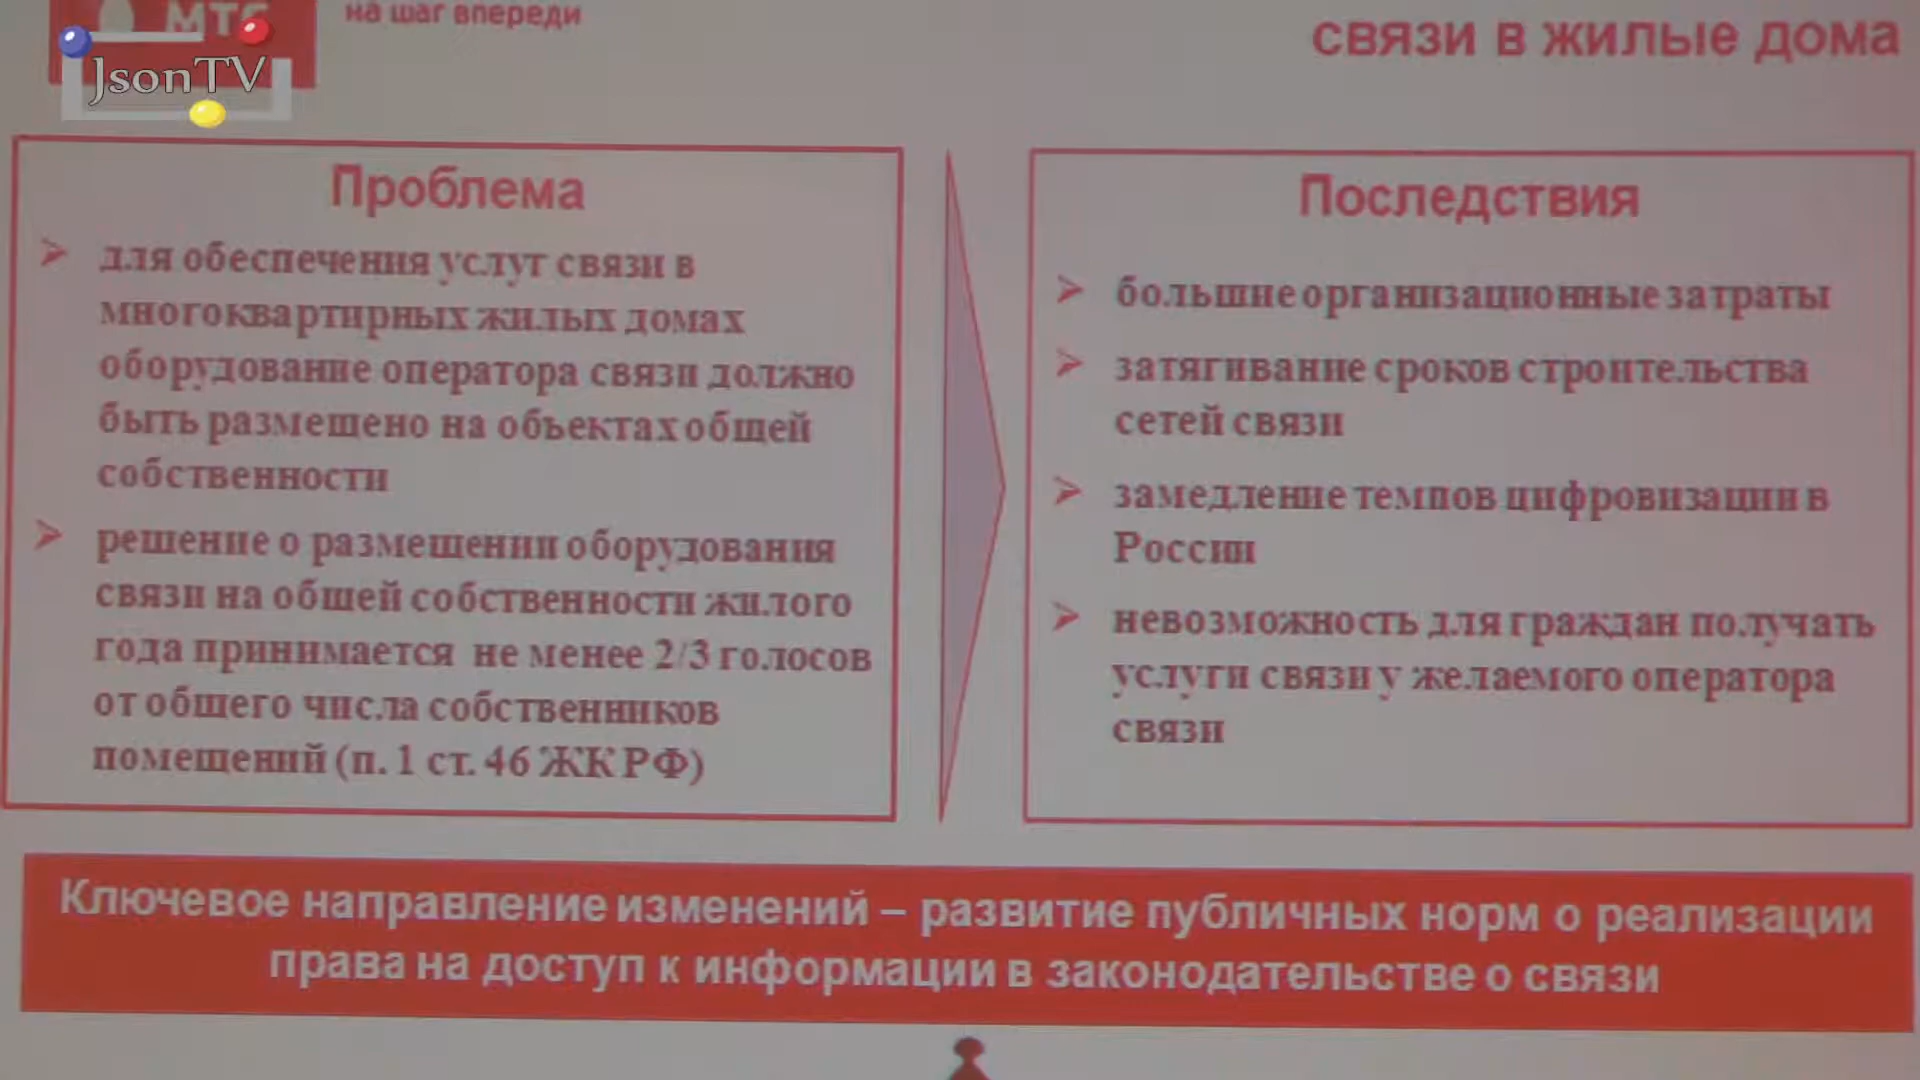 МТС
на шаг впереди
JsonTV
связи в жилые дома
Проблема
для обеспечения услуг связи в
многоквартирных жилых домах
оборудование оператора связи должно
быть размещено на объектах общей
собственности
решение о размещении оборудования
связи на общей собственности жилого
года принимается не менее 2/3 голосов
от общего числа собственников
помещений (п. 1 ст. 46 ЖК РФ)
Последствия
большие организационные затраты
затягивание сроков строительства
сетей связи
замедление темпов цифровизации в
России
невозможность для граждан получать
услуги связи у желаемого оператора
связи
Ключевое направление изменений – развитие публичных норм о реализации
права на доступ к информации в законодательстве о связи